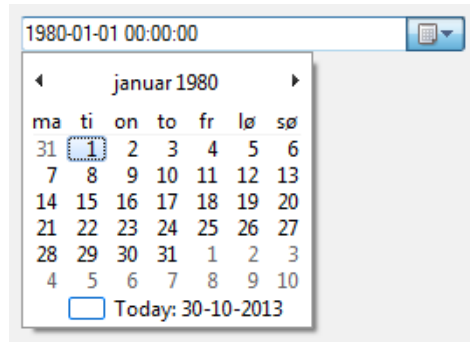 1980-01-01 00:00:00
januar 1980
ma ti on to fr lø sø
31 1 2 3 4 5 6
7 8 9 10 11 12 13
14 15 16 17 18 19 20
21 22 23 24 25 26 27
28 29 30 31 1 2 3
4 5 6 7 8 9 10
Today: 30-10-2013